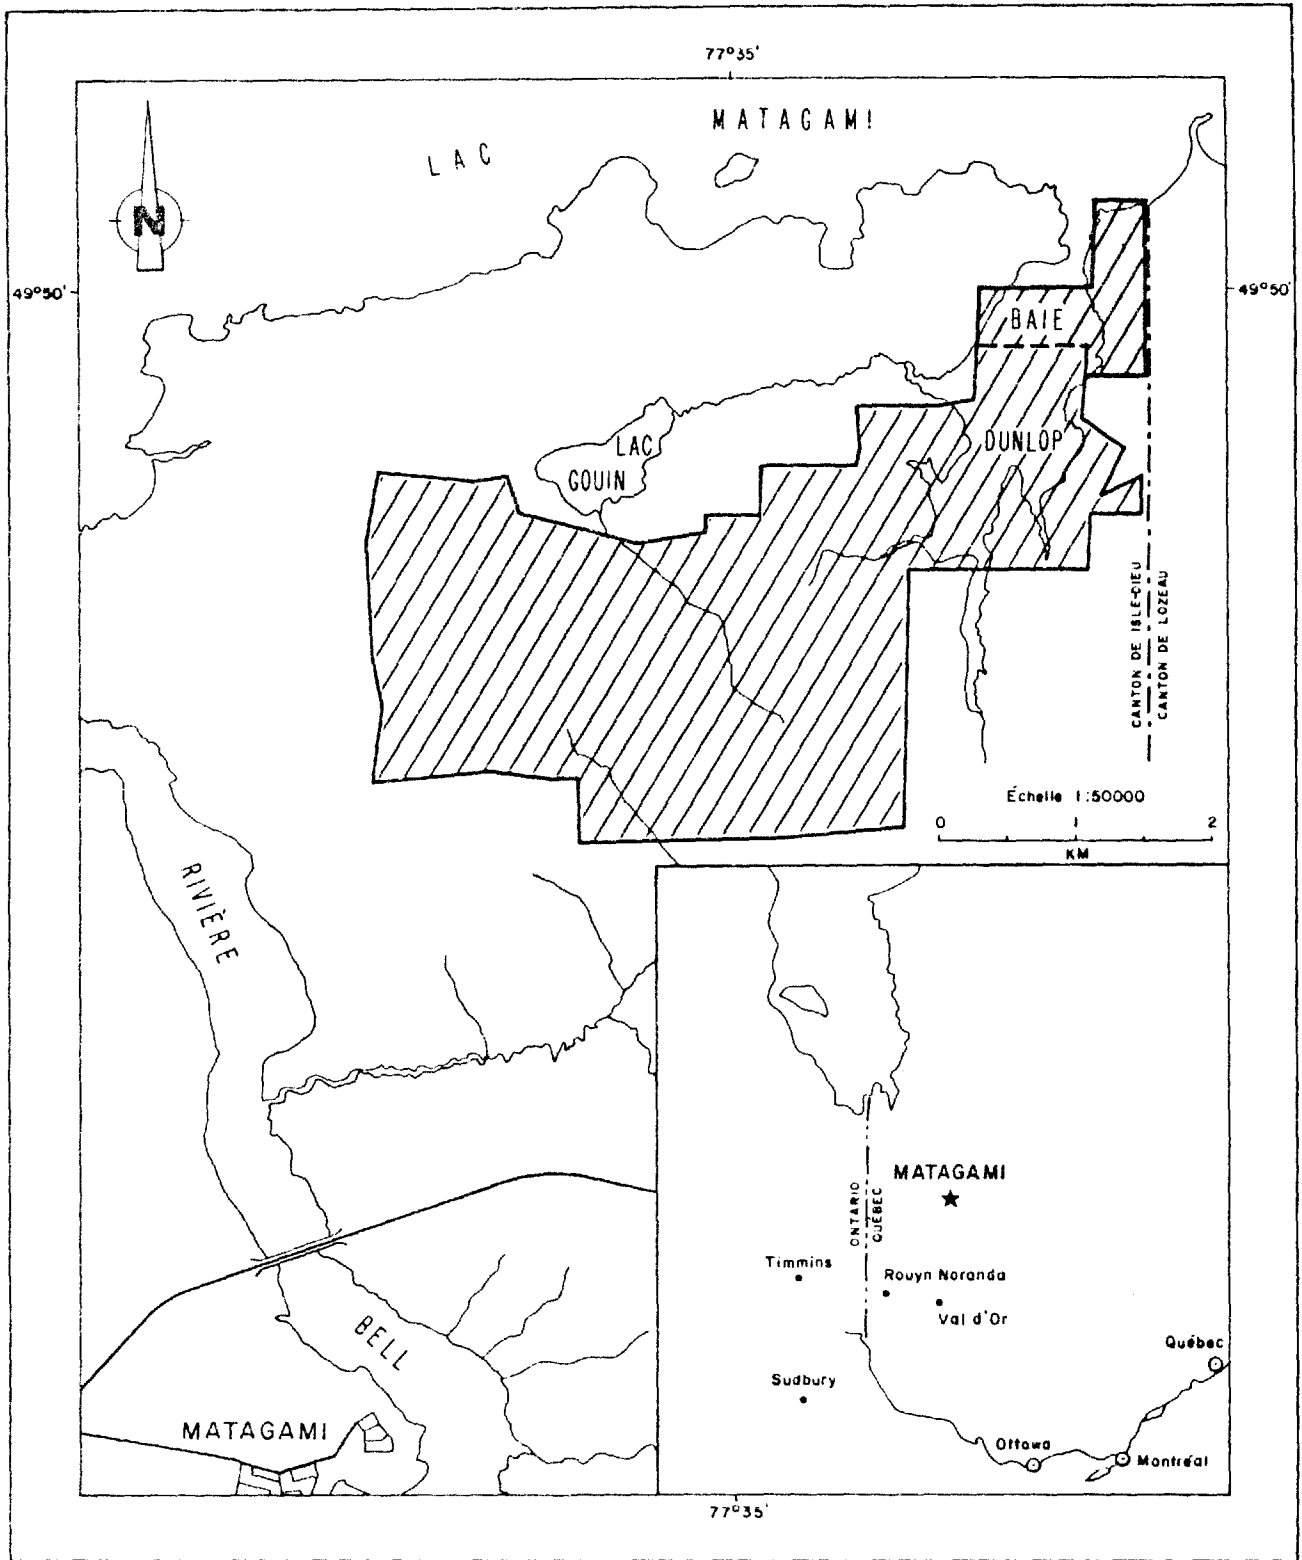 77°35'
LAC MATAGAMI
N
49°50'
49°50'
BAIE
DUNLOP
LAC
GOUIN
CANTON DE ISLE-DIEU
CANTON DE LOZEAU
Échelle 1:50000
0 1 2
KM
RIVIÈRE
BELL
MATAGAMI
MATAGAMI
ONTARIO
QUÉBEC
Timmins
Rouyn Noranda
Val d'Or
Sudbury
Québec
Ottawa
Montréal
77°35'